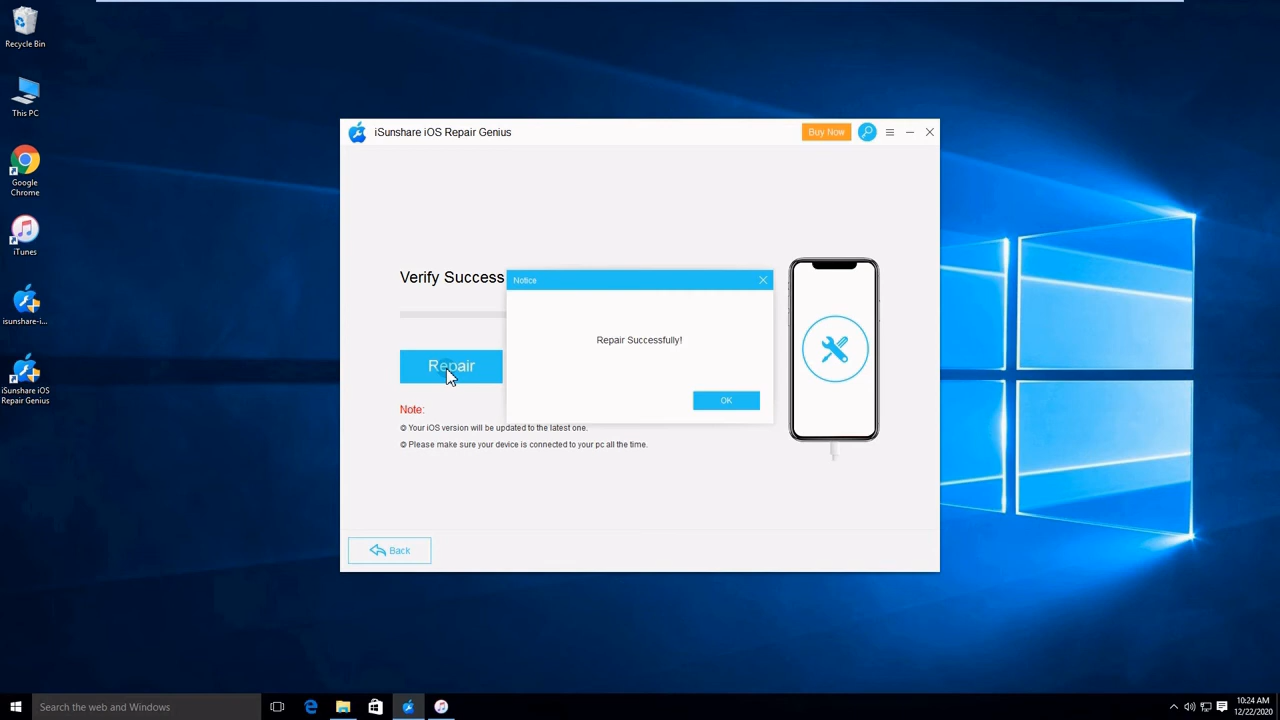 Recycle Bin
This PC
Google
Chrome
iTunes
isunshare-i...
iSunshare iOS
Repair Genius
iSunshare iOS Repair Genius
Buy Now
Verify Success
Notice
Repair Successfully!
OK
Repair
Note:
Your iOS version will be updated to the latest one.
Please make sure your device is connected to your pc all the time.
Back
Search the web and Windows
10:24 AM
12/22/2020